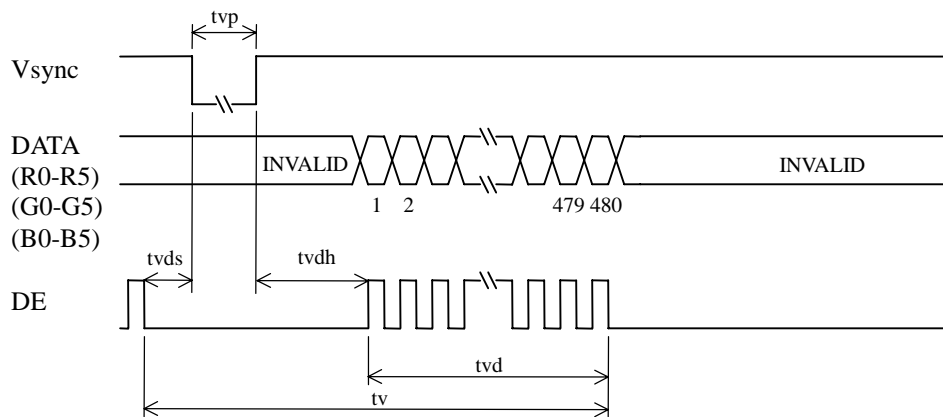 tvp
Vsync
DATA
(R0-R5)
(G0-G5)
(B0-B5)
INVALID
INVALID
1 2 479 480
tvds
tvdh
DE
tvd
tv